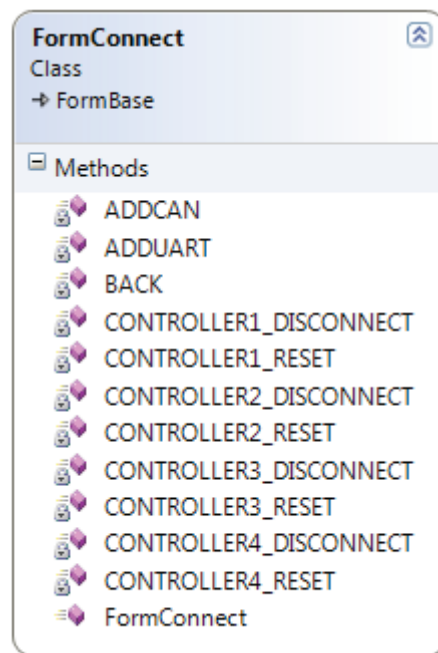 FormConnect
Class
FormBase
Methods
ADDCAN
ADDUART
BACK
CONTROLLER1_DISCONNECT
CONTROLLER1_RESET
CONTROLLER2_DISCONNECT
CONTROLLER2_RESET
CONTROLLER3_DISCONNECT
CONTROLLER3_RESET
CONTROLLER4_DISCONNECT
CONTROLLER4_RESET
FormConnect